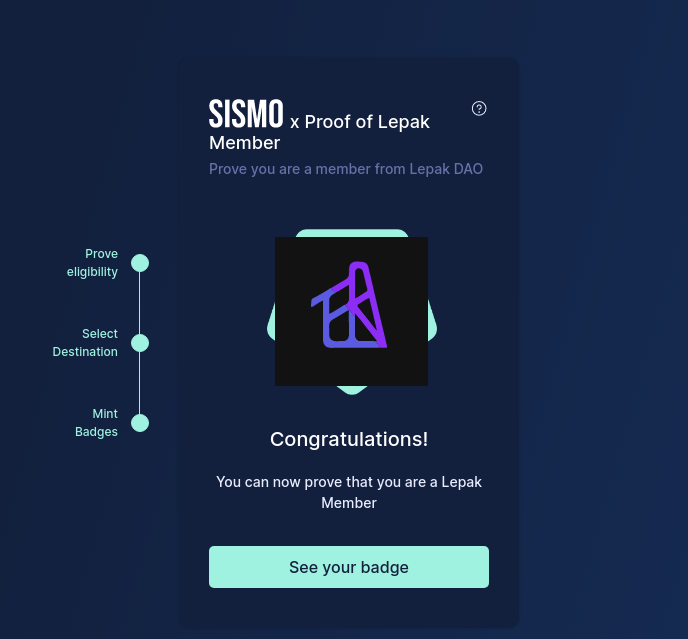 SISMO x Proof of Lepak
Member
Prove you are a member from Lepak DAO
Prove
eligibility
Select
Destination
Mint
Badges
Congratulations!
You can now prove that you are a Lepak
Member
See your badge